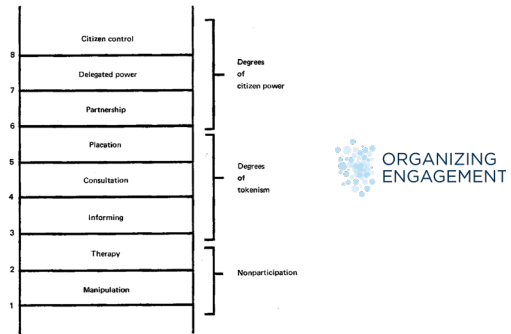 Citizen control
8
Delegated power
7
Partnership
6
Placation
5
Consultation
4
Informing
3
Therapy
2
Manipulation
1
Degrees
of
citizen power
Degrees
of
tokenism
Nonparticipation
ORGANIZING
ENGAGEMENT